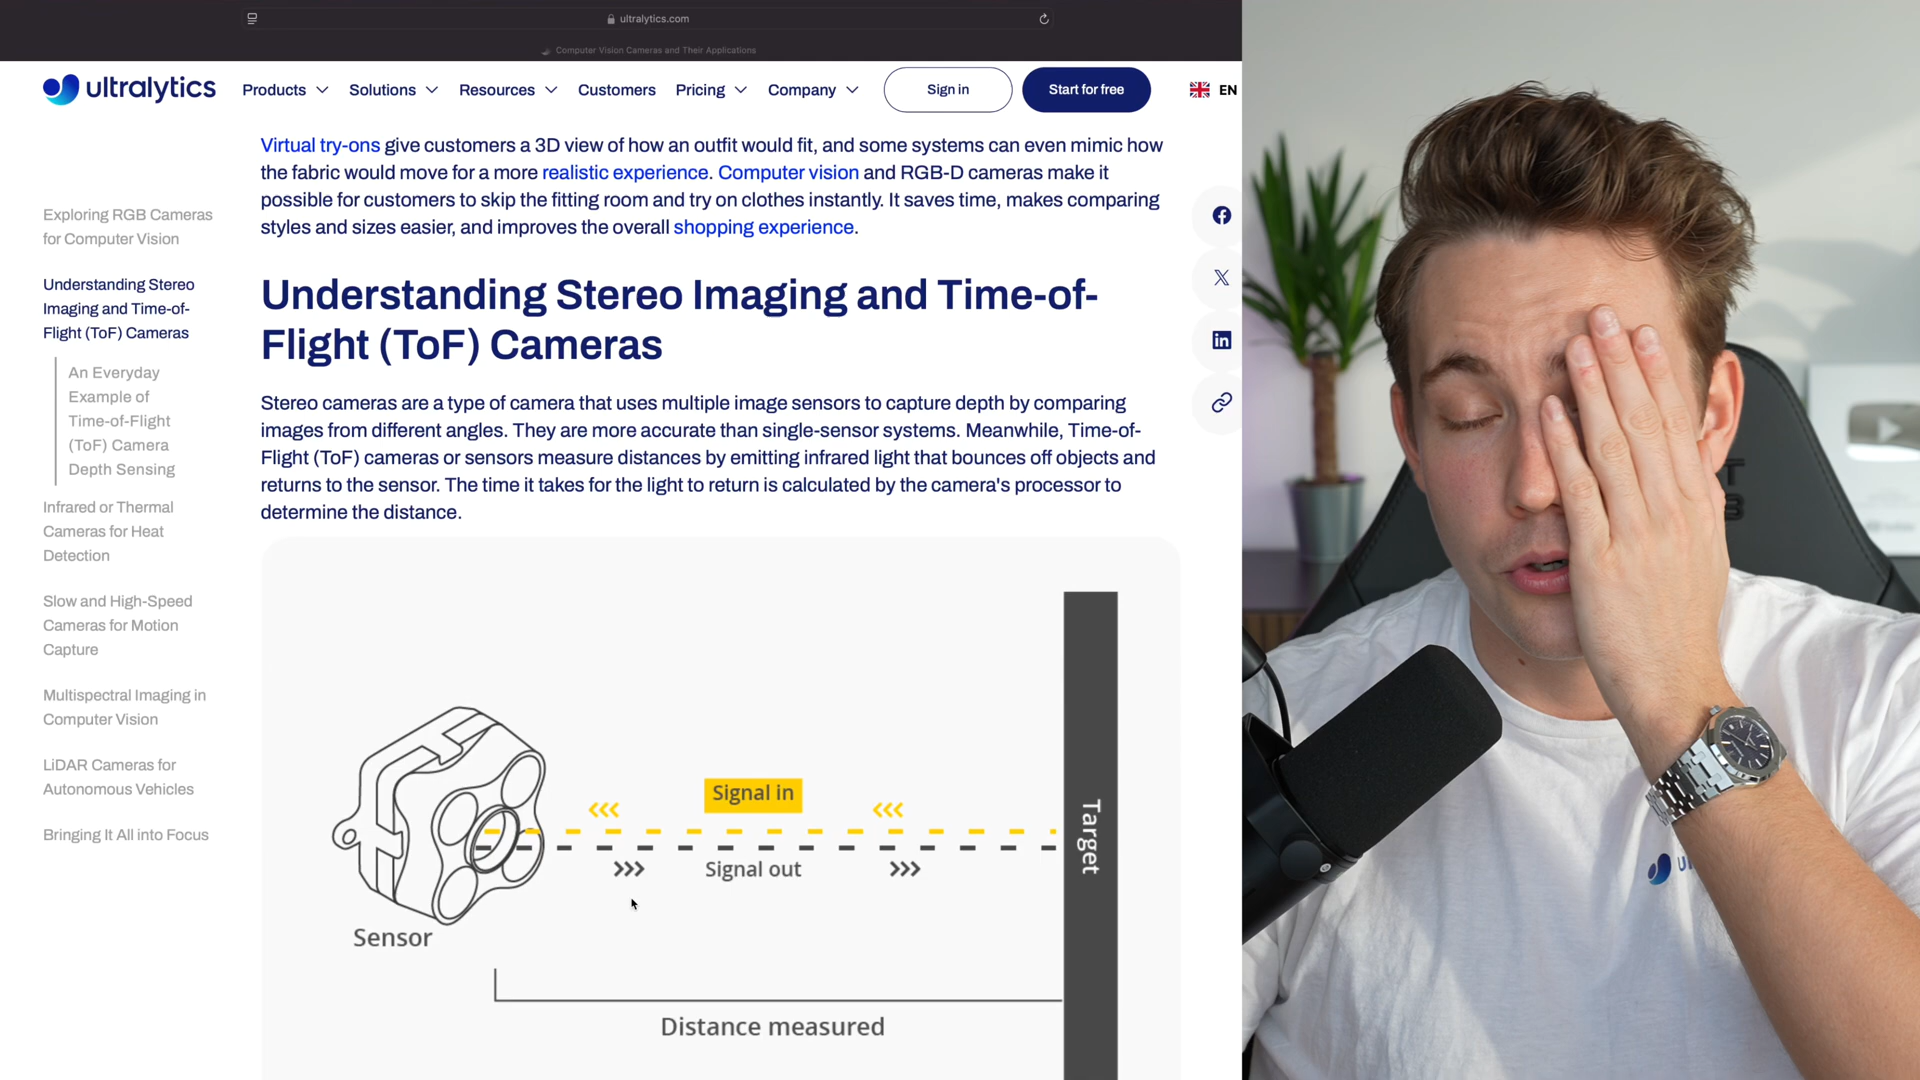 ultralytics.com
Computer Vision Cameras and Their Applications
ultralytics
Products
Solutions
Resources
Customers
Pricing
Company
Sign in
Start for free
EN
Exploring RGB Cameras
for Computer Vision
Understanding Stereo
Imaging and Time-of-
Flight (ToF) Cameras
An Everyday
Example of
Time-of-Flight
(ToF) Camera
Depth Sensing
Infrared or Thermal
Cameras for Heat
Detection
Slow and High-Speed
Cameras for Motion
Capture
Multispectral Imaging in
Computer Vision
LiDAR Cameras for
Autonomous Vehicles
Bringing It All into Focus
Virtual try-ons give customers a 3D view of how an outfit would fit, and some systems can even mimic how
the fabric would move for a more realistic experience. Computer vision and RGB-D cameras make it
possible for customers to skip the fitting room and try on clothes instantly. It saves time, makes comparing
styles and sizes easier, and improves the overall shopping experience.
Understanding Stereo Imaging and Time-of-
Flight (ToF) Cameras
Stereo cameras are a type of camera that uses multiple image sensors to capture depth by comparing
images from different angles. They are more accurate than single-sensor systems. Meanwhile, Time-of-
Flight (ToF) cameras or sensors measure distances by emitting infrared light that bounces off objects and
returns to the sensor. The time it takes for the light to return is calculated by the camera's processor to
determine the distance.
Signal in
Signal out
Target
Sensor
Distance measured